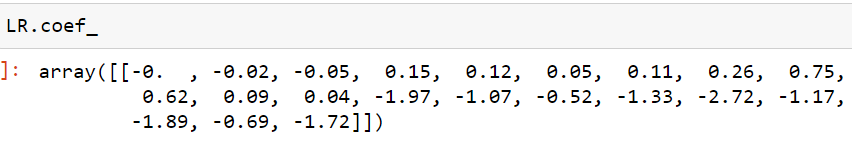 LR.coef_
]: array([[-0.  , -0.02, -0.05,  0.15,  0.12,  0.05,  0.11,  0.26,  0.75,
         0.62,  0.09,  0.04, -1.97, -1.07, -0.52, -1.33, -2.72, -1.17,
        -1.89, -0.69, -1.72]])